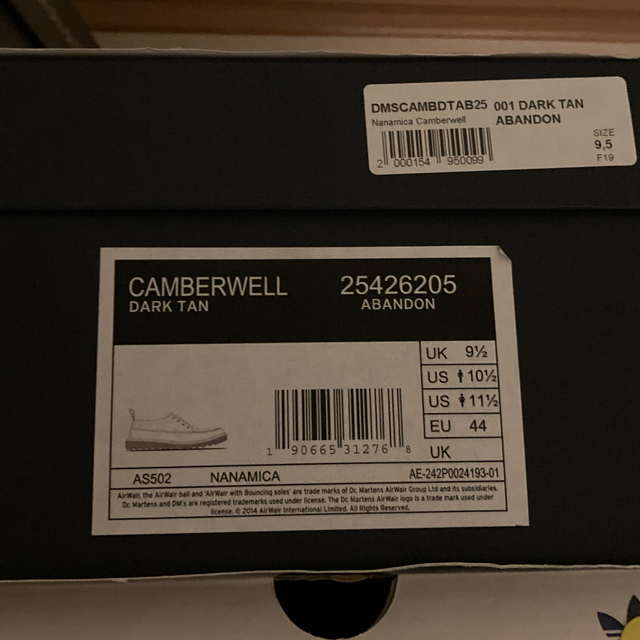 DMSCAMBDTAB25 001 DARK TAN
Nanamica Camberwell ABANDON
SIZE
9,5
F19
2 000154 950099
CAMBERWELL 25426205
DARK TAN ABANDON
UK 9½
US 10½
US 11½
EU 44
UK
1 90665 31276 8
AS502 NANAMICA AE-242P0024193-01
AirWair, the AirWair ball and 'AirWair with Bouncing soles' are trade marks of Dr. Martens AirWair Group Ltd and its subsidiaries.
Dr. Martens and DM's are registered trademarks used under license. The Dr. Martens AirWair logo is a trade mark used under
license. © 2014 AirWair International Limited. All Rights Reserved.